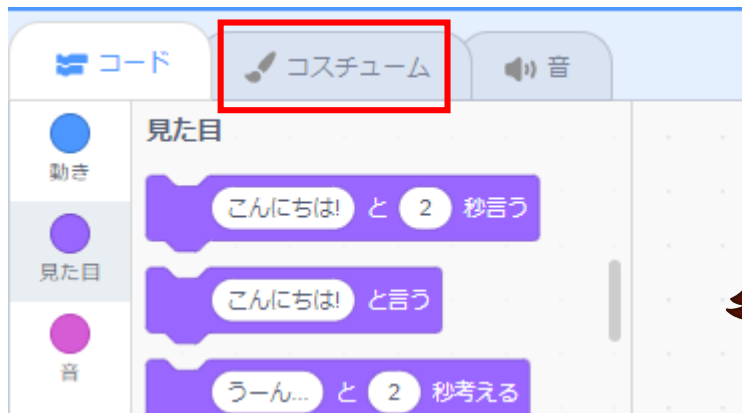 コード
コスチューム
音
動き
見た目
音
見た目
こんにちは! と 2 秒言う
こんにちは! と言う
うーん... と 2 秒考える